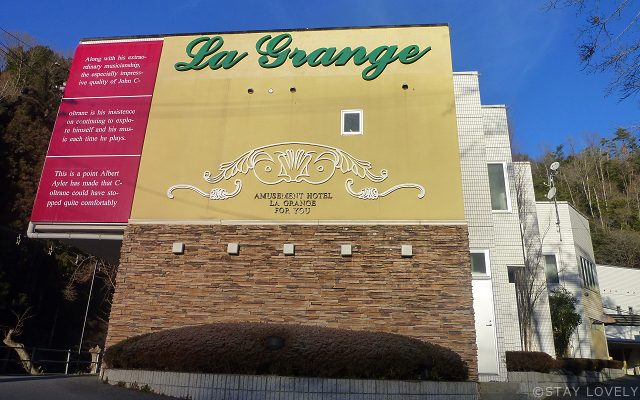 La Grange
Along with his extra-
ordinary musicianship,
the especially impress-
ive quality of John C-
oltrane is his insistence
on continuing to explo-
re himself and his mus-
ic each time he plays.
This is a point Albert
Ayler has made that C-
oltrane could have sto-
pped quite comfortably
AMUSEMENT HOTEL
LA GRANGE
FOR YOU
©STAY LOVELY